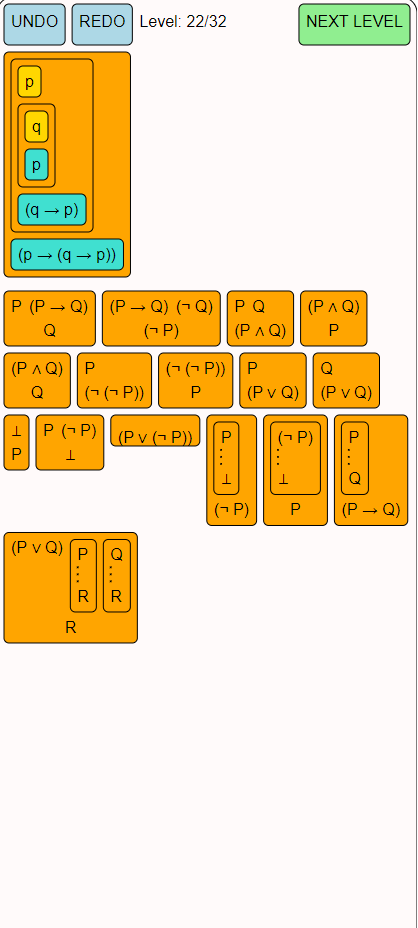 UNDO REDO Level: 22/32 NEXT LEVEL
p
q
p
(q → p)
(p → (q → p))
P (P → Q) (P → Q) (¬ Q) P Q (P ∧ Q)
Q (¬ P) (P ∧ Q) P
(P ∧ Q) P (¬ (¬ P)) P Q
Q (¬ (¬ P)) P (P ∨ Q) (P ∨ Q)
⊥ P (¬ P) (P ∨ (¬ P)) P (¬ P) P
P ⊥ ⋮ ⋮ ⋮
⊥ ⊥ Q
(¬ P) P (P → Q)
(P ∨ Q) P Q
⋮ ⋮
R R
R